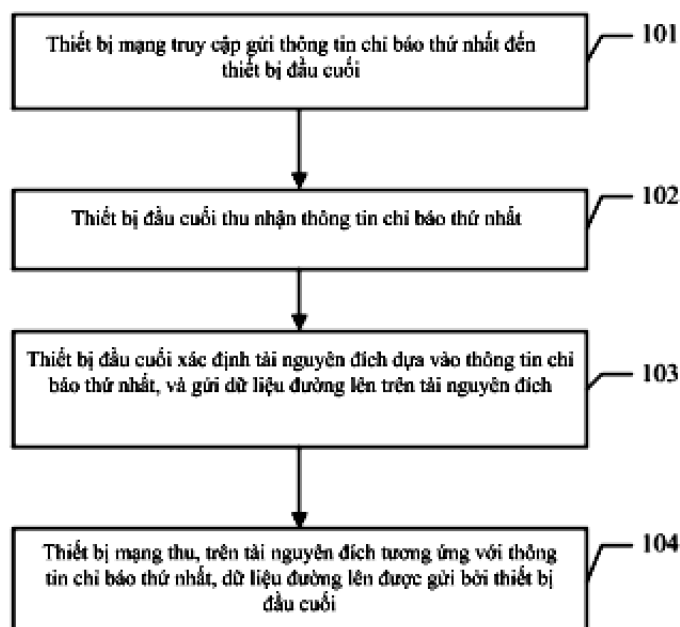 Thiết bị mạng truy cập gửi thông tin chỉ báo thứ nhất đến
thiết bị đầu cuối
101
Thiết bị đầu cuối thu nhận thông tin chỉ báo thứ nhất
102
Thiết bị đầu cuối xác định tài nguyên đích dựa vào thông tin chỉ
báo thứ nhất, và gửi dữ liệu đường lên trên tài nguyên đích
103
Thiết bị mạng thu, trên tài nguyên đích tương ứng với thông
tin chỉ báo thứ nhất, dữ liệu đường lên được gửi bởi thiết bị
đầu cuối
104